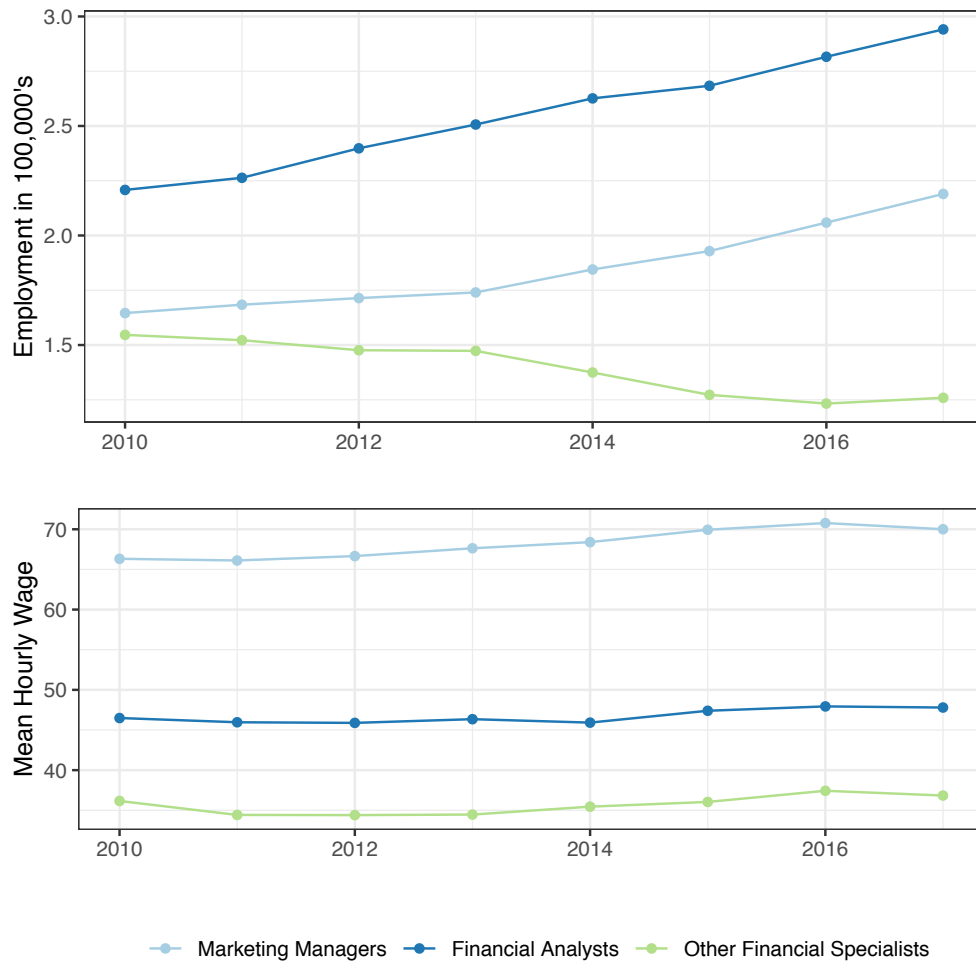 Employment in 100,000's
3.0
2.5
2.0
1.5
2010 2012 2014 2016
Mean Hourly Wage
70
60
50
40
2010 2012 2014 2016
Marketing Managers Financial Analysts Other Financial Specialists